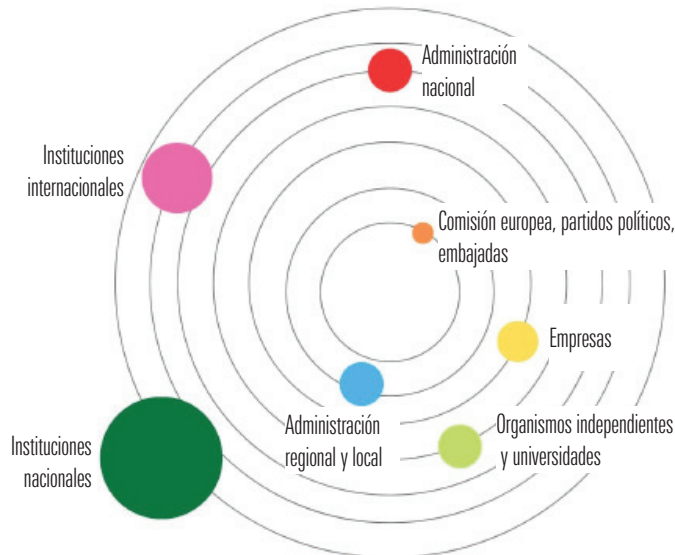 Administración
nacional
Instituciones
internacionales
Comisión europea, partidos políticos,
embajadas
Empresas
Administración
regional y local
Organismos independientes
y universidades
Instituciones
nacionales